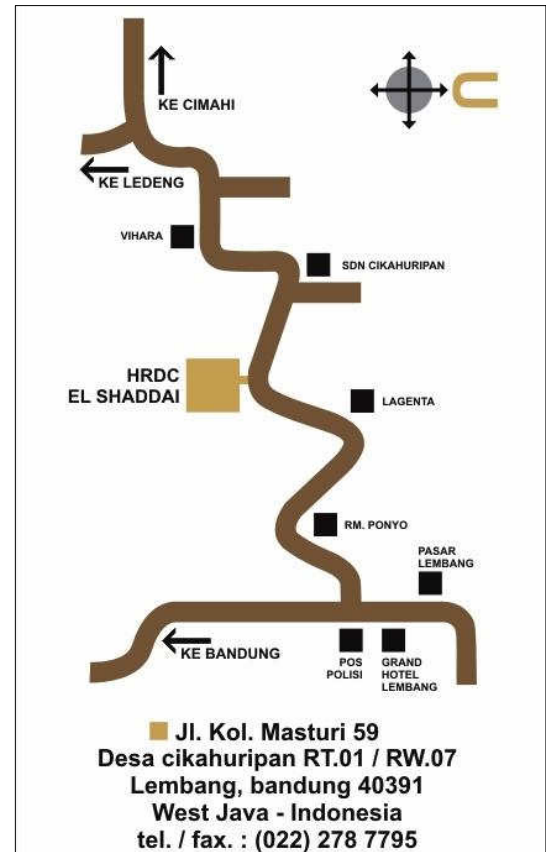 KE CIMAHI
KE LEDENG
VIHARA
SDN CIKAHURIPAN
HRDC
EL SHADDAI
LAGENTA
RM. PONYO
PASAR
LEMBANG
KE BANDUNG
POS
POLISI
GRAND
HOTEL
LEMBANG
Jl. Kol. Masturi 59
Desa cikahuripan RT.01 / RW.07
Lembang, bandung 40391
West Java - Indonesia
tel. / fax. : (022) 278 7795